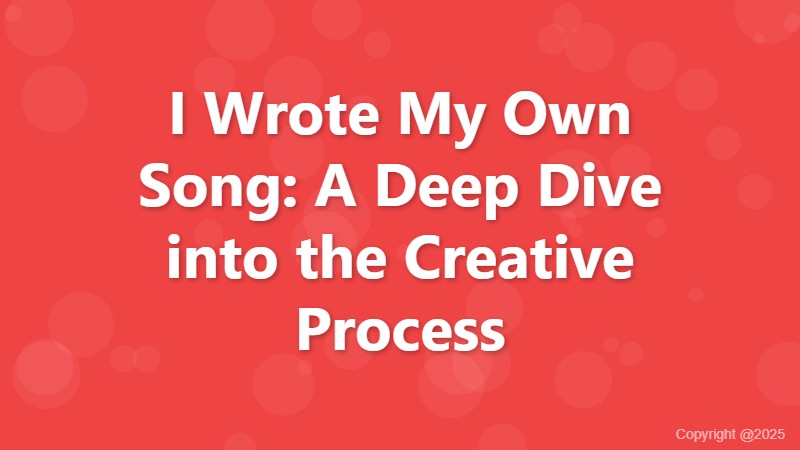 I Wrote My Own
Song: A Deep Dive
into the Creative
Process
Copyright @2025